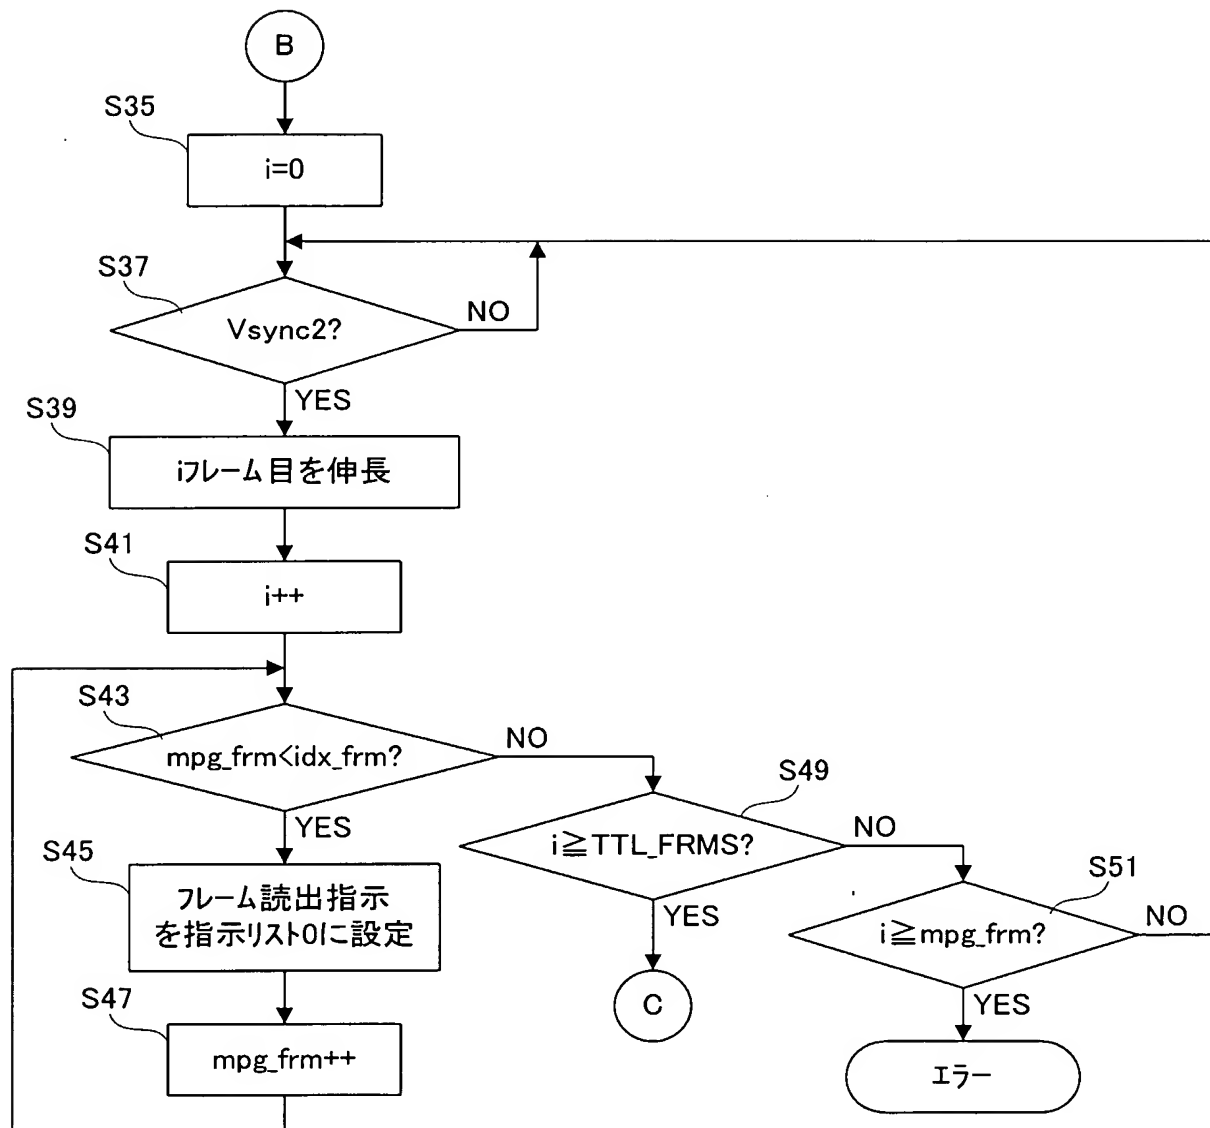 B
S35
i=0
S37
Vsync2?
NO
YES
S39
iフレーム目を伸長
S41
i++
S43
mpg_frm<idx_frm?
NO
YES
S49
i≧TTL_FRMS?
NO
YES
S45
フレーム読出指示
を指示リスト0に設定
S51
i≧mpg_frm?
NO
YES
C
S47
mpg_frm++
エラー